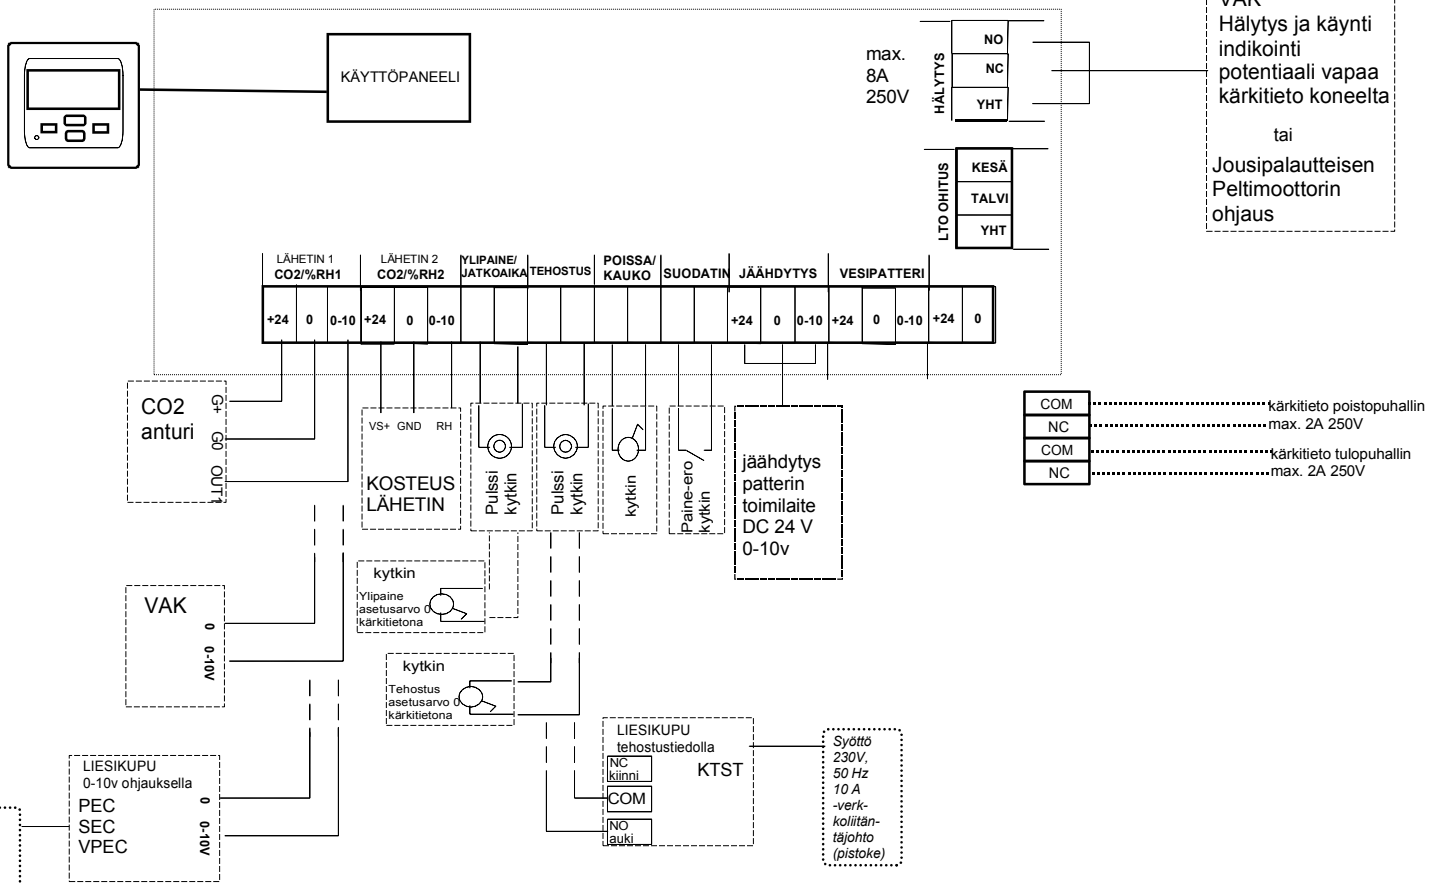 KÄYTTÖPANEELI
max.
8A
250V
HÄLYTYS
NO
NC
YHT
VAK
Hälytys ja käynti
indikointi
potentiaali vapaa
kärkitieto koneelta
tai
Jousipalautteisen
Peltimoottorin
ohjaus
LTO OHITUS
KESÄ
TALVI
YHT
LÄHETIN 1
CO2/%RH1
LÄHETIN 2
CO2/%RH2
YLIPAINE/
JATKOAIKA
TEHOSTUS
POISSA/
KAUKO
SUODATIN
JÄÄHDYTYS
VESIPATTERI
+24 0 0-10 +24 0 0-10 +24 0 0-10 +24 0 0-10 +24 0
CO2
anturi
G+
G0
OUT1
VS+ GND RH
KOSTEUS
LÄHETIN
Pulssi
kytkin
Pulssi
kytkin
kytkin
Paine-ero
kytkin
jäähdytys
patterin
toimilaite
DC 24 V
0-10v
COM
NC
COM
NC
kärkitieto poistopuhallin
max. 2A 250V
kärkitieto tulopuhallin
max. 2A 250V
kytkin
Ylipaine
asetusarvo 0
kärkitietona
VAK
0
0-10V
kytkin
Tehostus
asetusarvo 0
kärkitietona
LIESIKUPU
0-10v ohjauksella
PEC
SEC
VPEC
0
0-10V
LIESIKUPU
tehostustiedolla
KTST
NC
kiinni
COM
NO
auki
Syöttö
230V,
50 Hz
10 A
-verk-
koliitän-
täjohto
(pistoke)